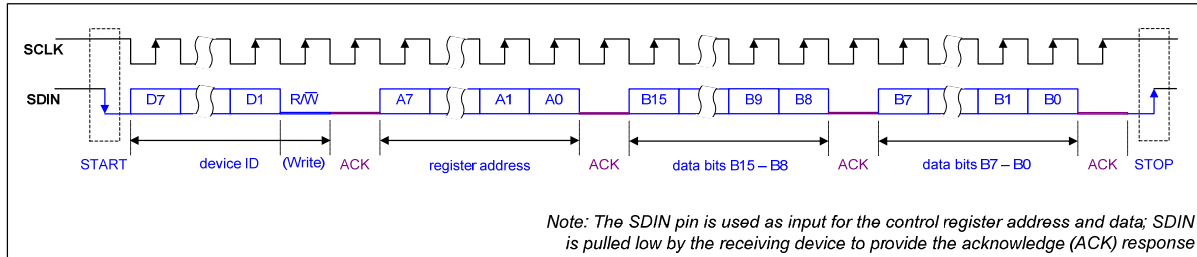 SCLK
SDIN
D7 D1 R/W A7 A1 A0 B15 B9 B8 B7 B1 B0
START device ID (Write) ACK register address ACK data bits B15 – B8 ACK data bits B7 – B0 ACK STOP
Note: The SDIN pin is used as input for the control register address and data; SDIN
is pulled low by the receiving device to provide the acknowledge (ACK) response